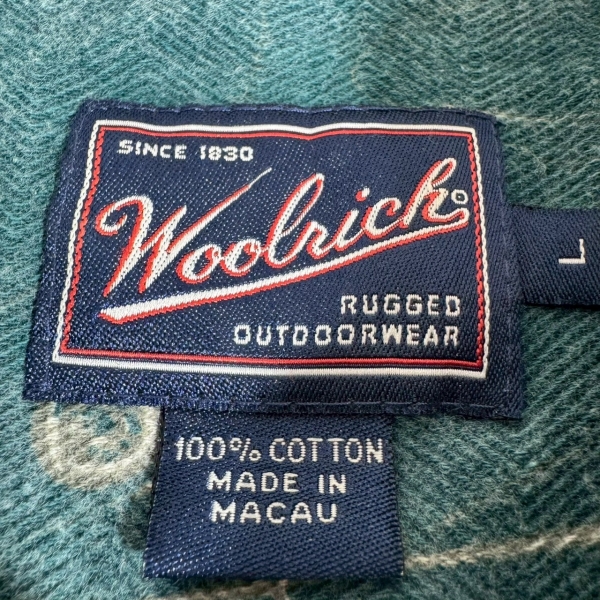 SINCE 1830
Woolrich®
RUGGED
OUTDOORWEAR
L
100% COTTON
MADE IN
MACAU